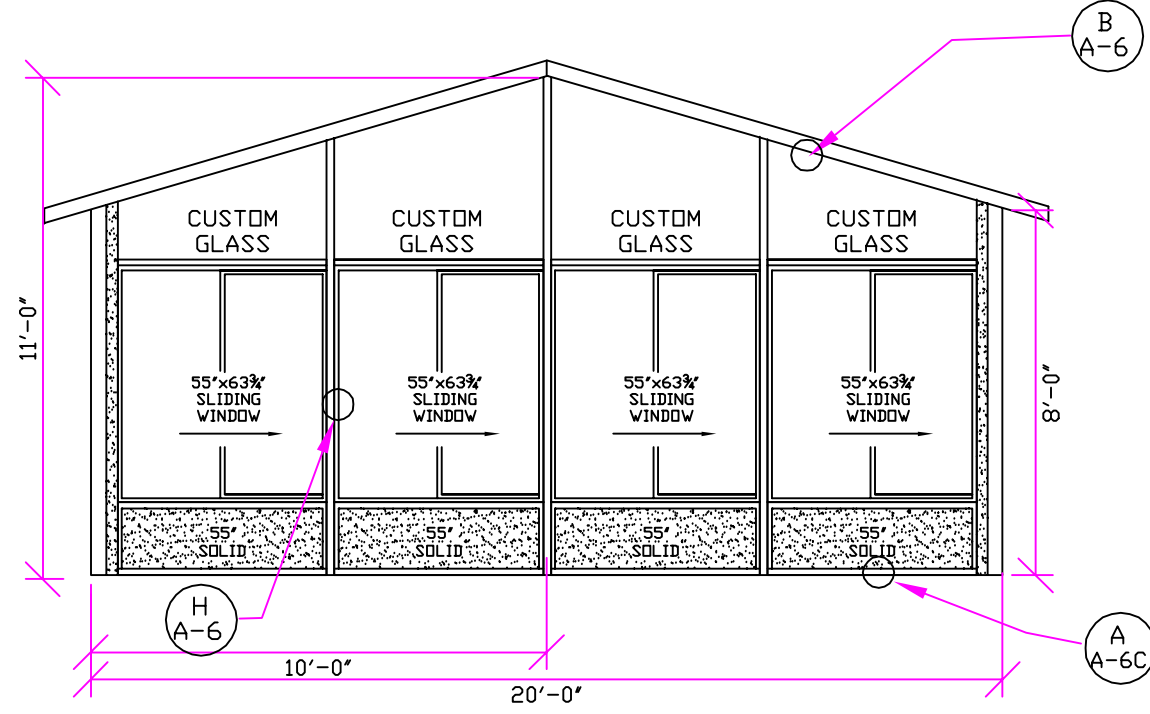 B
A-6
CUSTOM
GLASS
CUSTOM
GLASS
CUSTOM
GLASS
CUSTOM
GLASS
11'-0"
55"x63¾"
SLIDING
WINDOW
55"x63¾"
SLIDING
WINDOW
55"x63¾"
SLIDING
WINDOW
55"x63¾"
SLIDING
WINDOW
8'-0"
55"
SOLID
55"
SOLID
55"
SOLID
55"
SOLID
H
A-6
A
A-6C
10'-0"
20'-0"